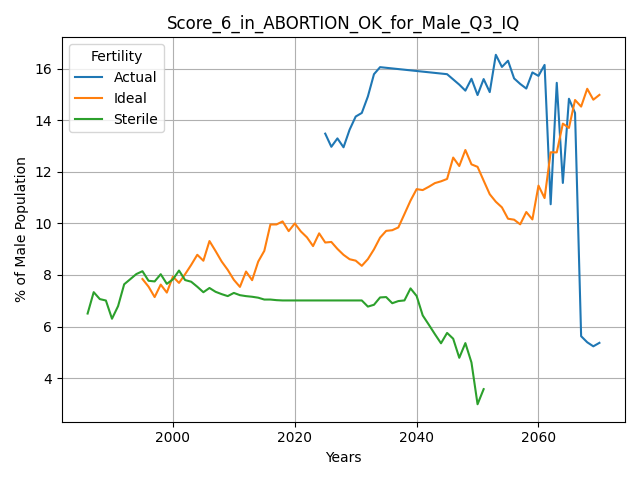 Score_6_in_ABORTION_OK_for_Male_Q3_IQ
Fertility
Actual
Ideal
Sterile
% of Male Population
16
14
12
10
8
6
4
2000
2020
2040
2060
Years